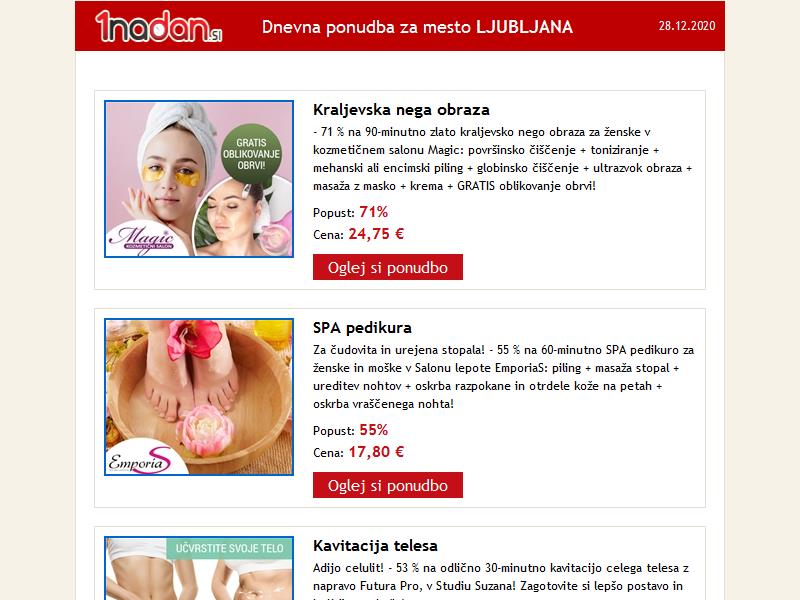 1nadan.SI
Dnevna ponudba za mesto LJUBLJANA
28.12.2020
GRATIS
OBLIKOVANJE
OBRVI!
Magic
KOZMETIČNI SALON
Kraljevska nega obraza
- 71 % na 90-minutno zlato kraljevsko nego obraza za ženske v
kozmetičnem salonu Magic: površinsko čiščenje + toniziranje +
mehanski ali encimski piling + globinsko čiščenje + ultrazvok obraza +
masaža z masko + krema + GRATIS oblikovanje obrvi!
Popust: 71%
Cena: 24,75 €
Oglej si ponudbo
EmporiaS
SPA pedikura
Za čudovita in urejena stopala! - 55 % na 60-minutno SPA pedikuro za
ženske in moške v Salonu lepote EmporiaS: piling + masaža stopal +
ureditev nohtov + oskrba razpokane in otrdele kože na petah +
oskrba vraščenega nohta!
Popust: 55%
Cena: 17,80 €
Oglej si ponudbo
UČVRSTITE SVOJE TELO
Kavitacija telesa
Adijo celulit! - 53 % na odlično 30-minutno kavitacijo celega telesa z
napravo Futura Pro, v Studiu Suzana! Zagotovite si lepšo postavo in